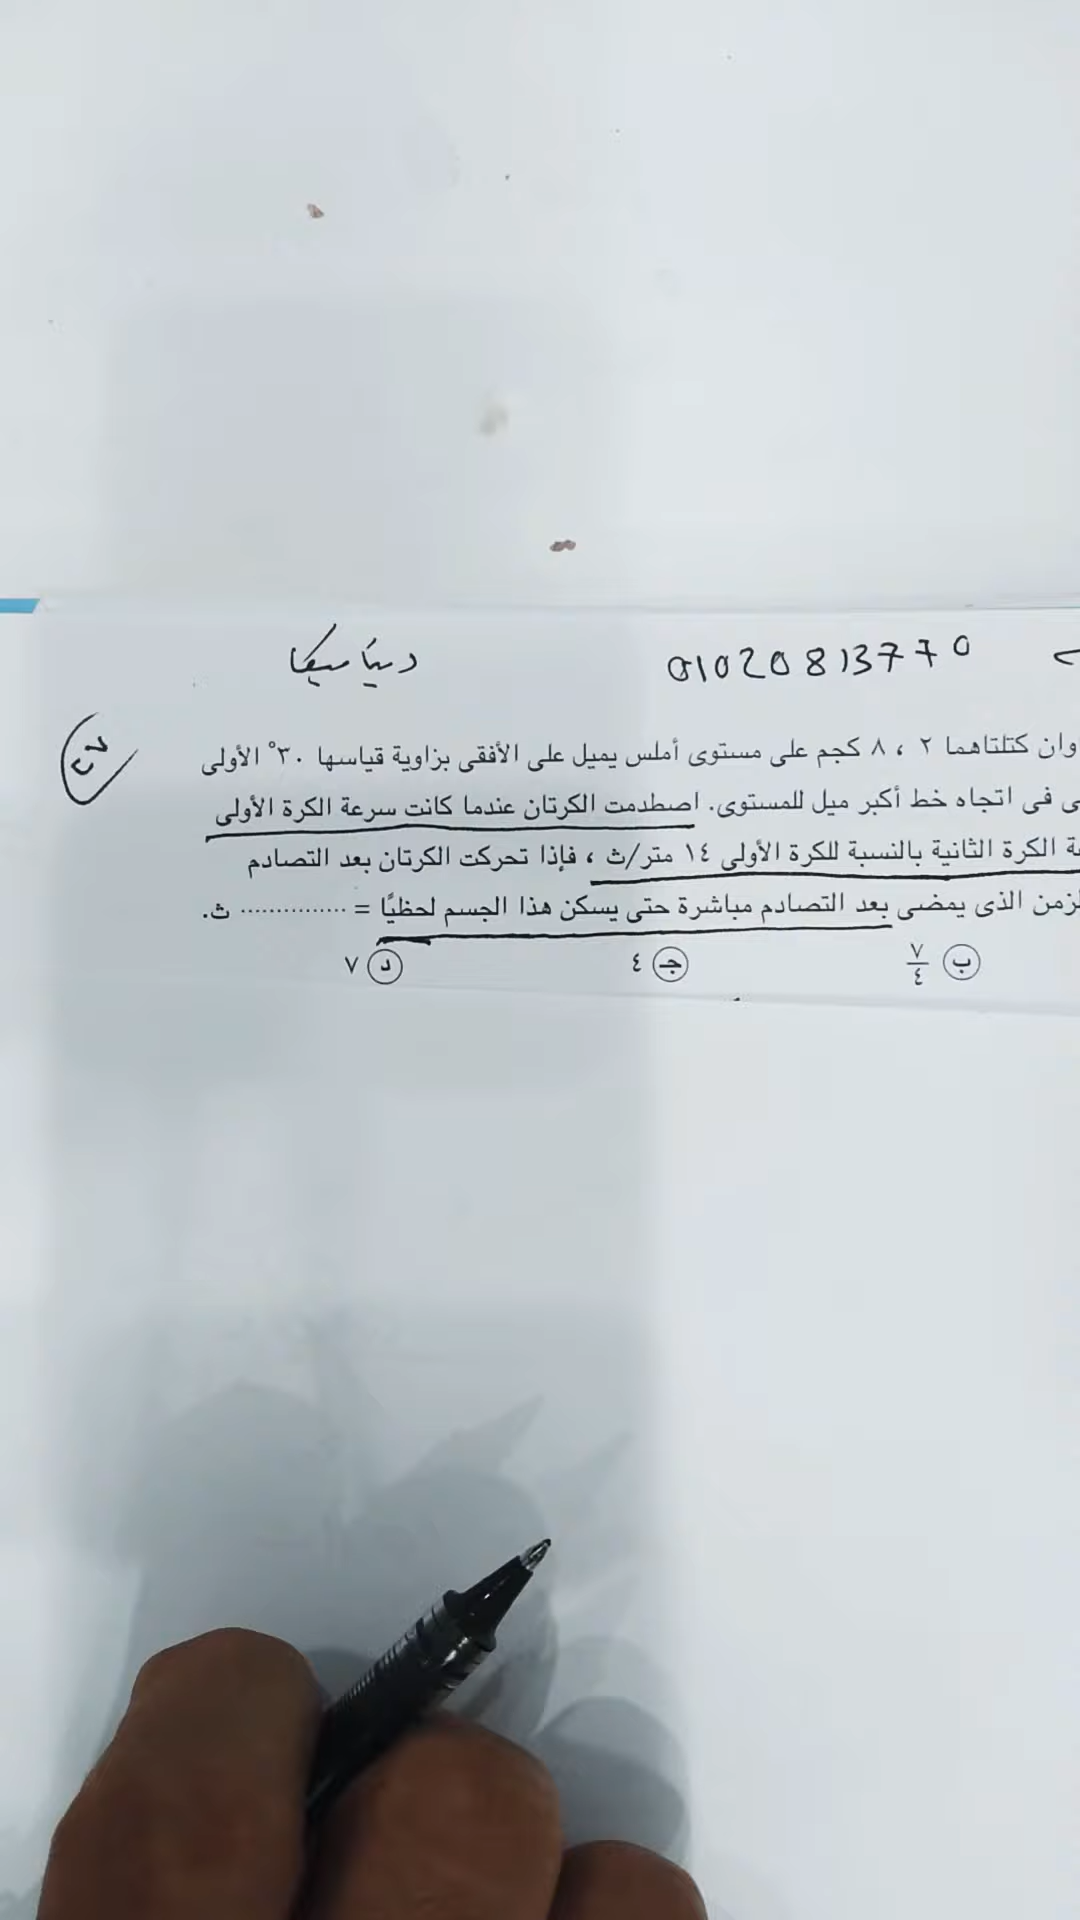 01020813770 ديناميكا
كتلتاهما ٢ ، ٨ كجم على مستوى أملس يميل على الأفقى بزاوية قياسها ٣٠° الأولى
فى اتجاه خط أكبر ميل للمستوى. اصطدمت الكرتان عندما كانت سرعة الكرة الأولى
الكرة الثانية بالنسبة للكرة الأولى ١٤ متر/ث ، فإذا تحركت الكرتان بعد التصادم
الذى يمضى بعد التصادم مباشرة حتى يسكن هذا الجسم لحظيًا = ............... ث.
ب ٧/٤ جـ ٤ د ٧